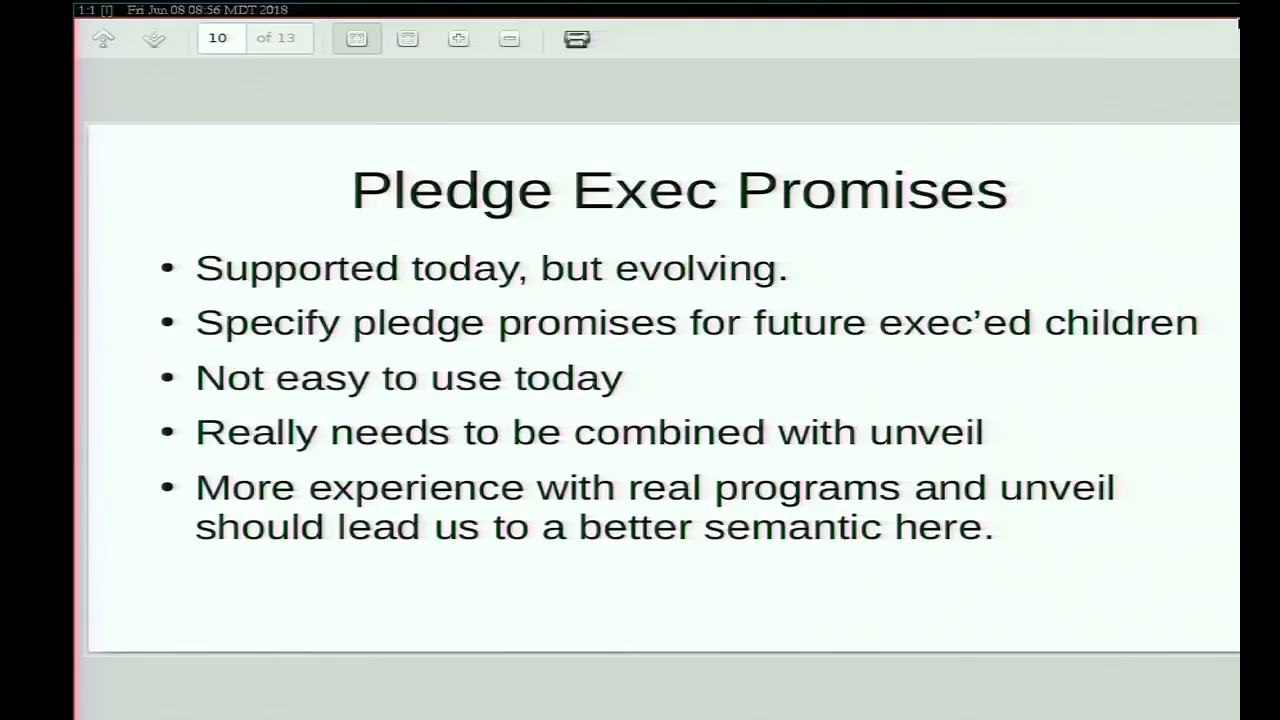 1:1 [I] Fri Jun 08 08:56 MDT 2018
10 of 13
Pledge Exec Promises
• Supported today, but evolving.
• Specify pledge promises for future exec’ed children
• Not easy to use today
• Really needs to be combined with unveil
• More experience with real programs and unveil
should lead us to a better semantic here.